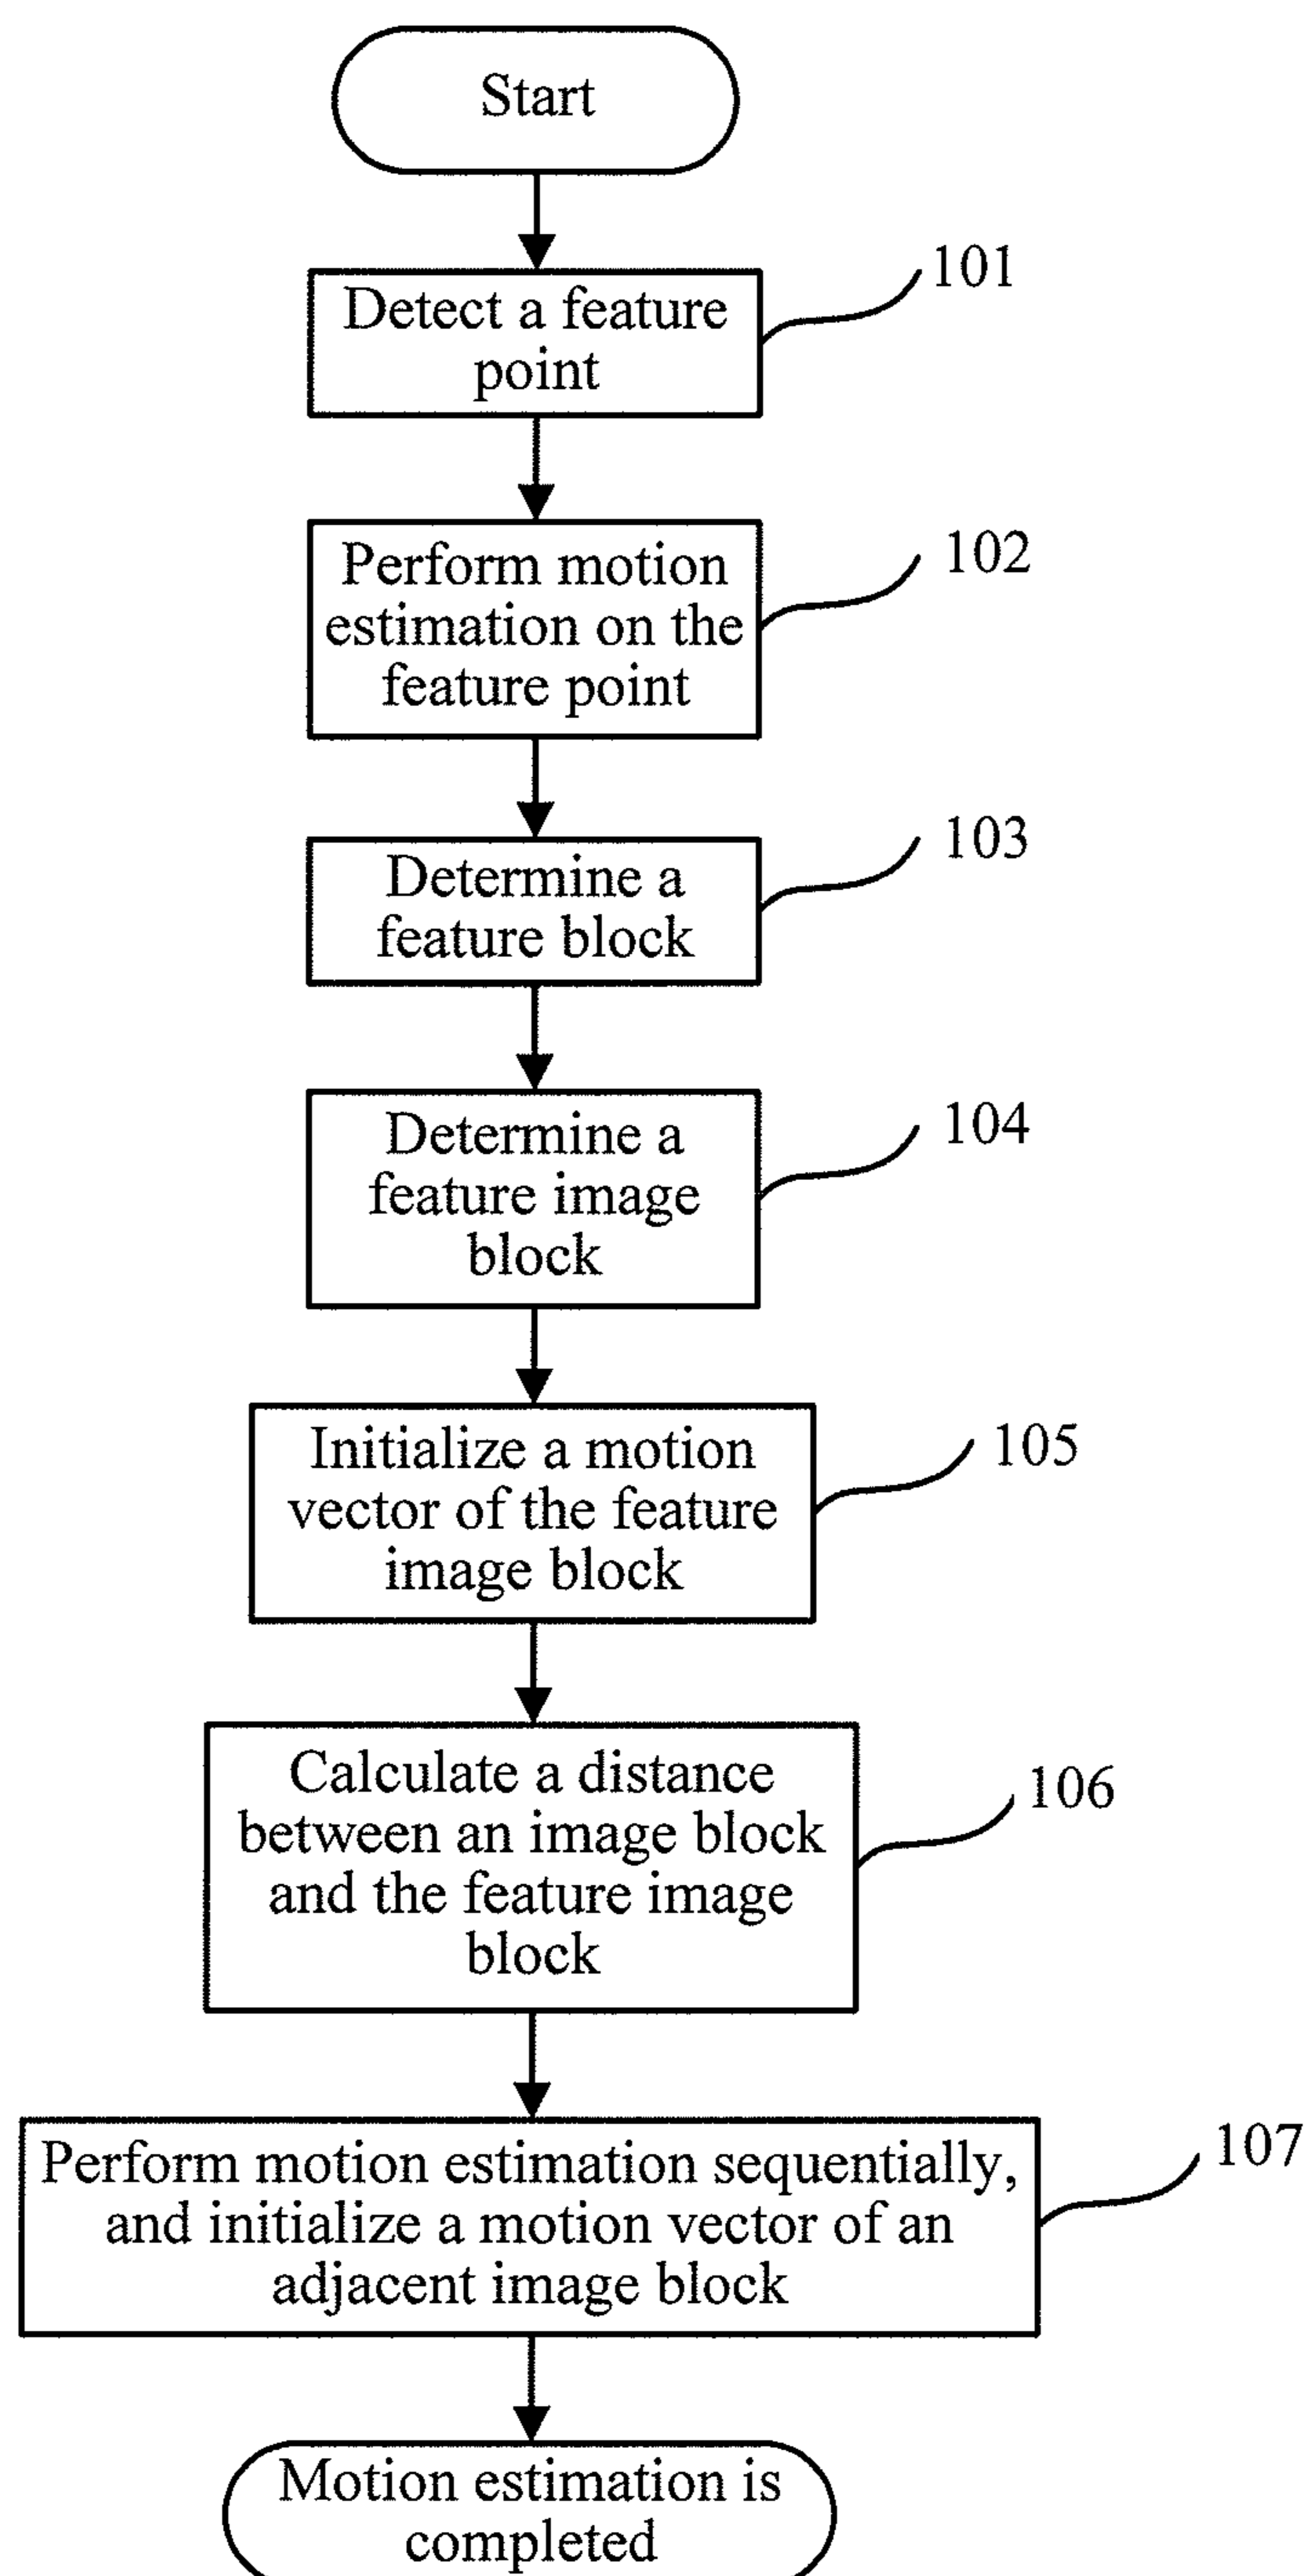 Start
101
Detect a feature
point
102
Perform motion
estimation on the
feature point
103
Determine a
feature block
104
Determine a
feature image
block
105
Initialize a motion
vector of the feature
image block
106
Calculate a distance
between an image block
and the feature image
block
107
Perform motion estimation sequentially,
and initialize a motion vector of an
adjacent image block
Motion estimation is
completed